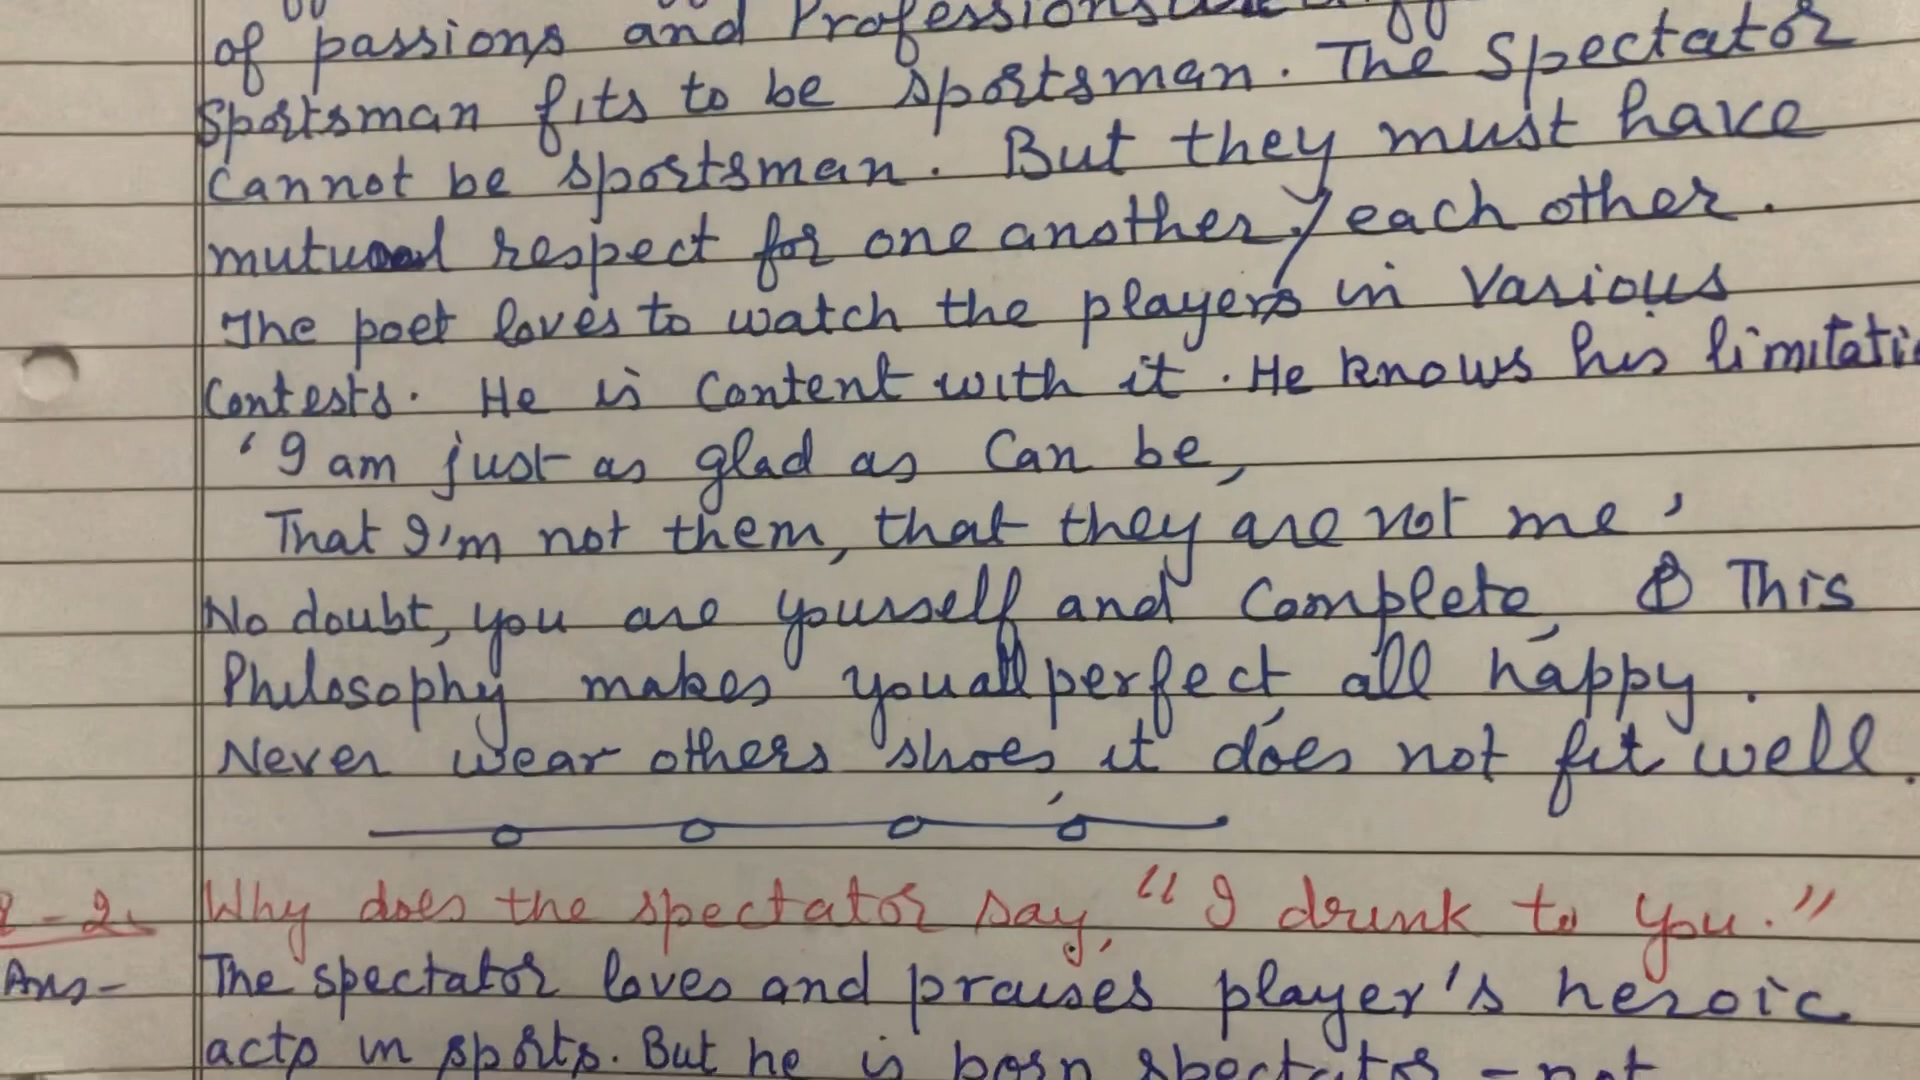 of passions and Professions
Sportsman fits to be sportsman. The Spectator
Cannot be sportsman. But they must have
mutual respect for one another / each other.
The poet loves to watch the players in Various
Contests. He is Content with it. He knows his limitati
'I am just as glad as Can be,
That I'm not them, that they are not me'
No doubt, you are yourself and Complete, This
Philosophy makes you all perfect, all happy.
Never wear others shoes, it does not fit well.
2. Why does the spectator say, "I drunk to you."
Ans- The spectator loves and praises player's heroic
acts in sports. But he is born spectator - not